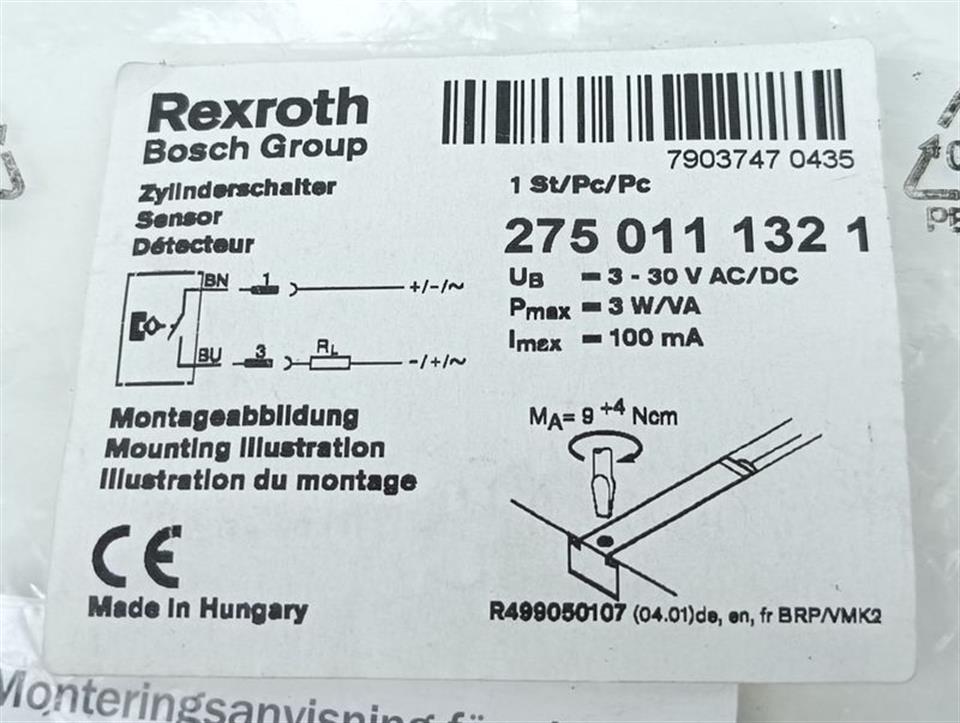 Rexroth
Bosch Group
7903747 0435
Zylinderschalter
Sensor
Détecteur
1 St/Pc/Pc
275 011 132 1
UB = 3 - 30 V AC/DC
Pmax = 3 W/VA
Imax = 100 mA
BN 1 +/-/~
BU 3 RL -/+/~
Montageabbildung
Mounting Illustration
Illustration du montage
MA= 9 +4 Ncm
CE
Made in Hungary
R499050107 (04.01)de, en, fr BRP/VMK2
Monteringsanvisning